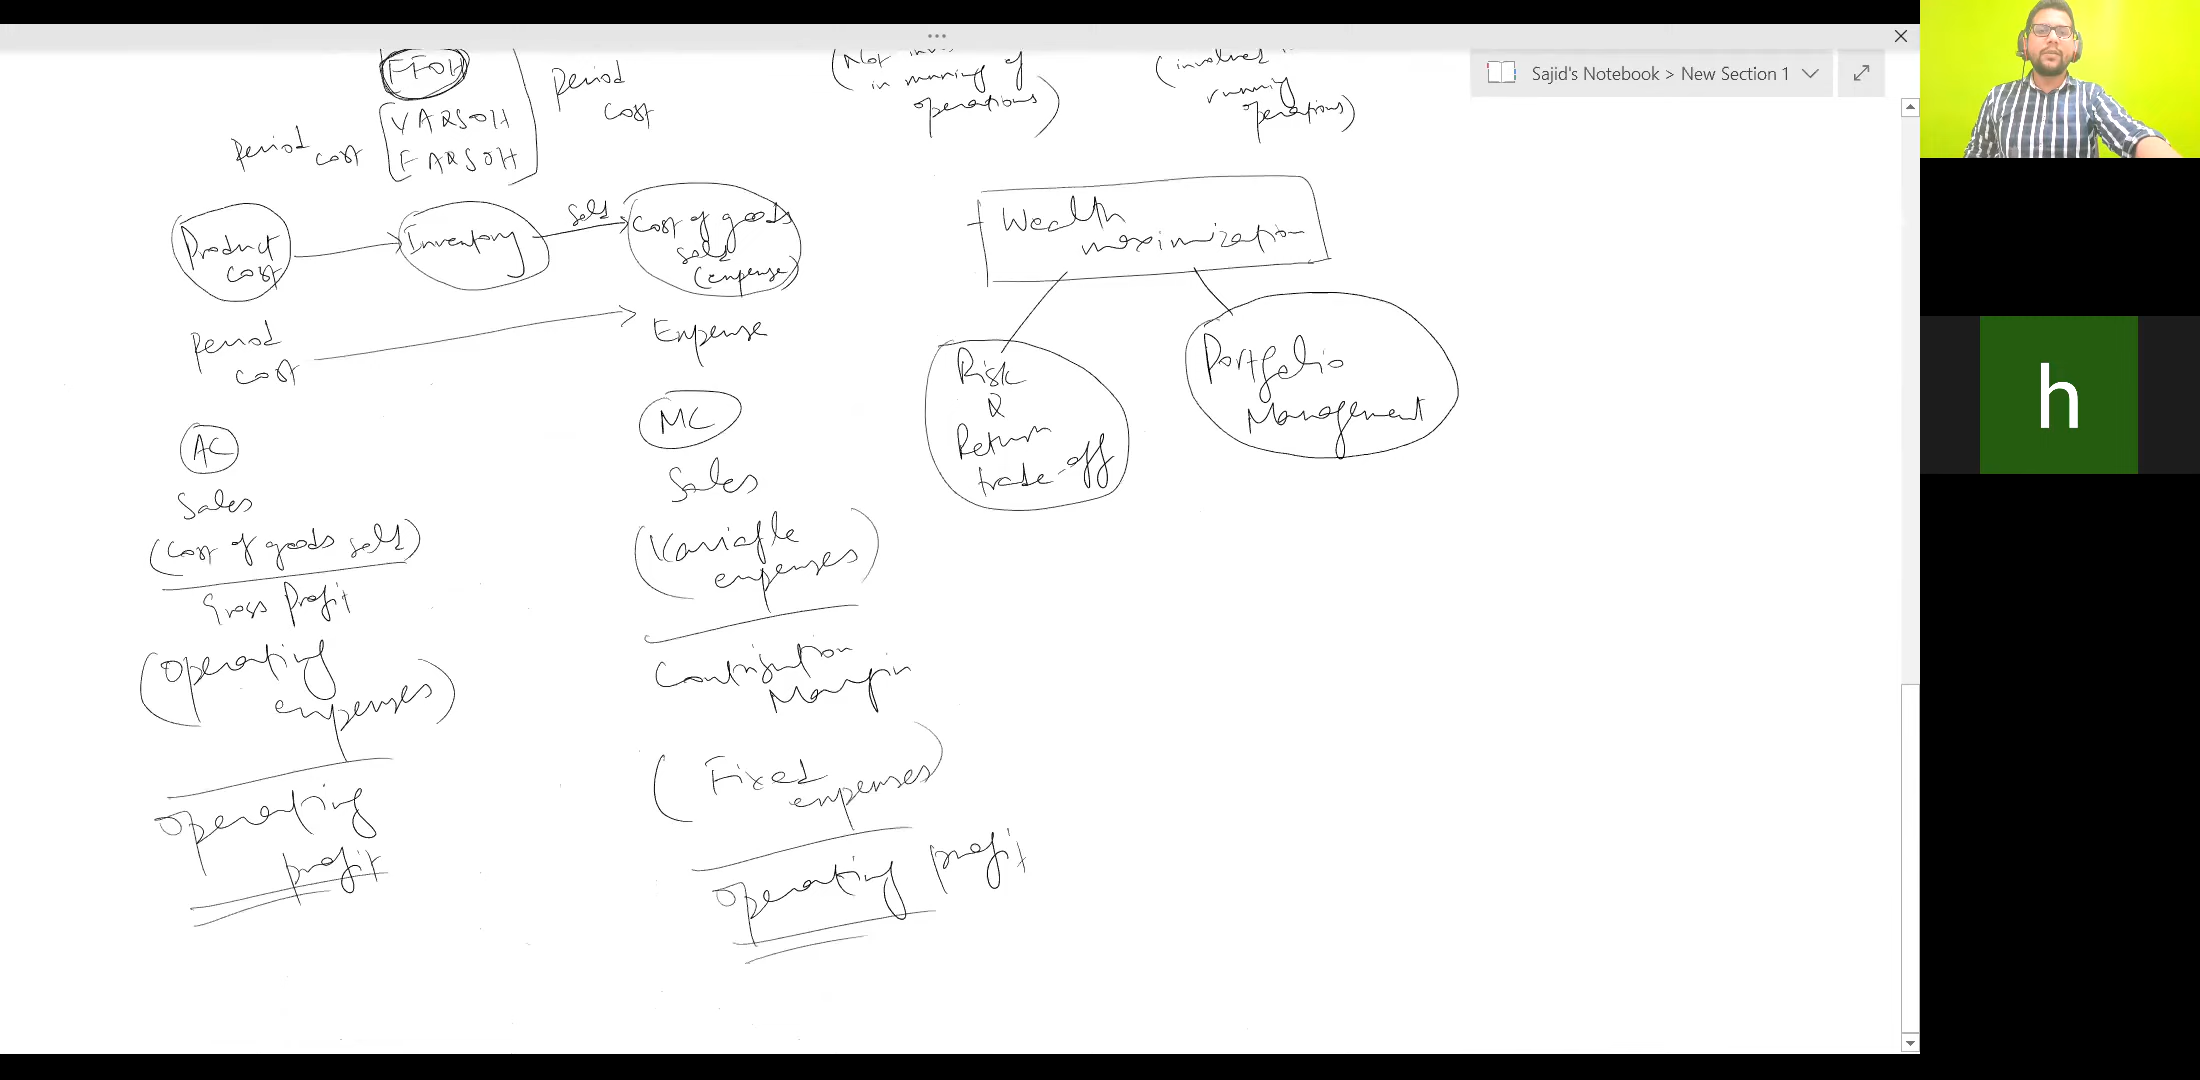 Sajid's Notebook > New Section 1
FFOH
VARSOH
FARSOH
Period
cost
Period
cost
(Not
in running of
operations)
(involved
running
operations)
Product
cost
Inventory
sold
Cost of goods
sold
(expense)
Period
cost
Expense
Wealth
maximization
Risk
&
Return
trade-off
Portfolio
Management
AC
Sales
(Cost of goods sold)
Gross Profit
(Operating
expenses)
Operating
profit
MC
Sales
(Variable
expenses)
Contribution
Margin
(Fixed
expenses)
Operating profit
h